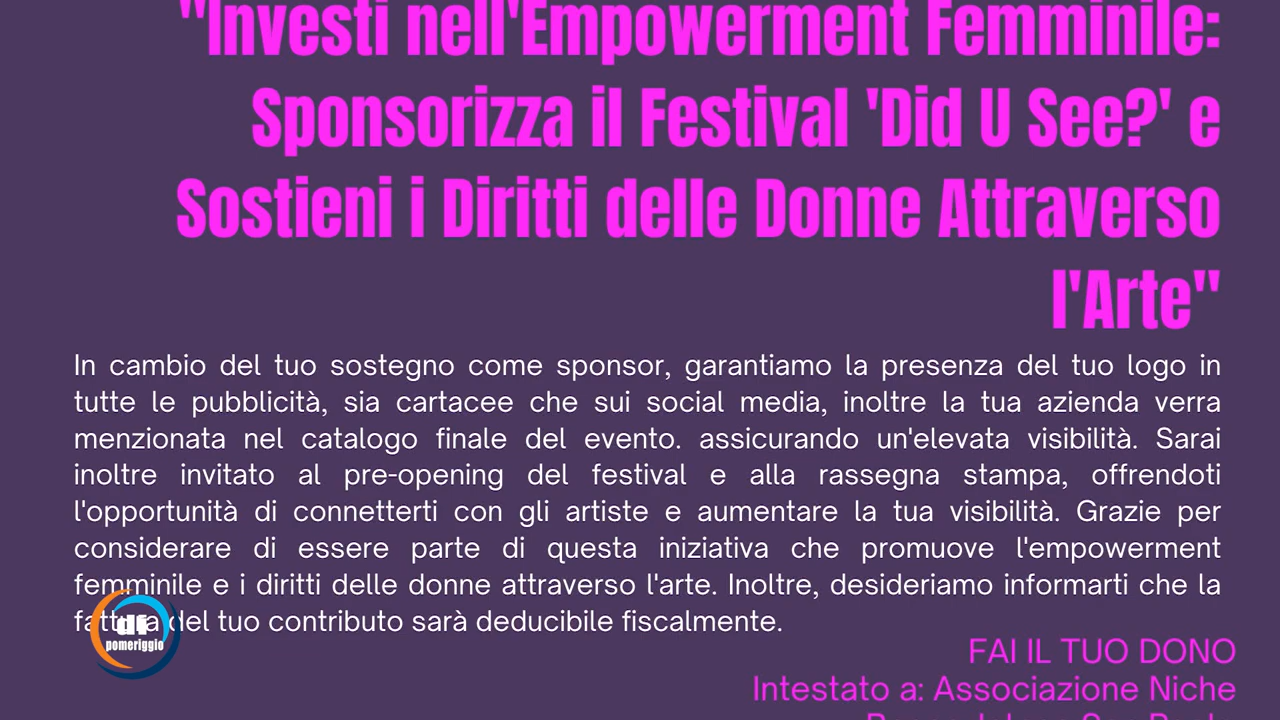 "Investi nell'Empowerment Femminile:
Sponsorizza il Festival 'Did U See?' e
Sostieni i Diritti delle Donne Attraverso
l'Arte"
In cambio del tuo sostegno come sponsor, garantiamo la presenza del tuo logo in
tutte le pubblicità, sia cartacee che sui social media, inoltre la tua azienda verra
menzionata nel catalogo finale del evento. assicurando un'elevata visibilità. Sarai
inoltre invitato al pre-opening del festival e alla rassegna stampa, offrendoti
l'opportunità di connetterti con gli artiste e aumentare la tua visibilità. Grazie per
considerare di essere parte di questa iniziativa che promuove l'empowerment
femminile e i diritti delle donne attraverso l'arte. Inoltre, desideriamo informarti che la
fattura del tuo contributo sarà deducibile fiscalmente.
df
pomeriggio
FAI IL TUO DONO
Intestato a: Associazione Niche